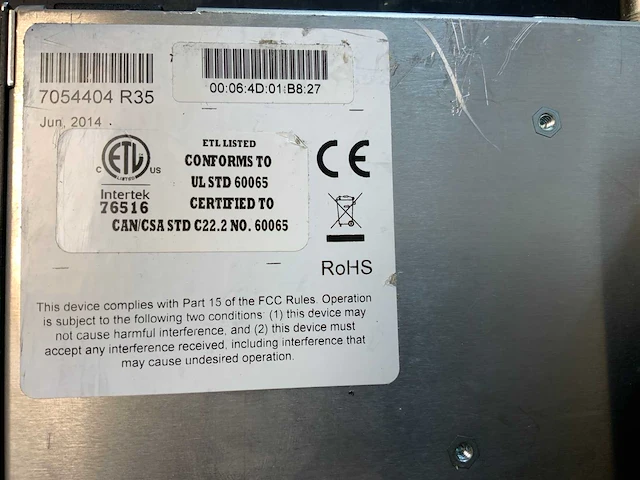 7054404 R35
00:06:4D:01:B8:27
Jun, 2014
ETL LISTED
CONFORMS TO
UL STD 60065
CERTIFIED TO
CAN/CSA STD C22.2 NO. 60065
C ETL US
LISTED
Intertek
76516
CE
RoHS
This device complies with Part 15 of the FCC Rules. Operation
is subject to the following two conditions: (1) this device may
not cause harmful interference, and (2) this device must
accept any interference received, including interference that
may cause undesired operation.